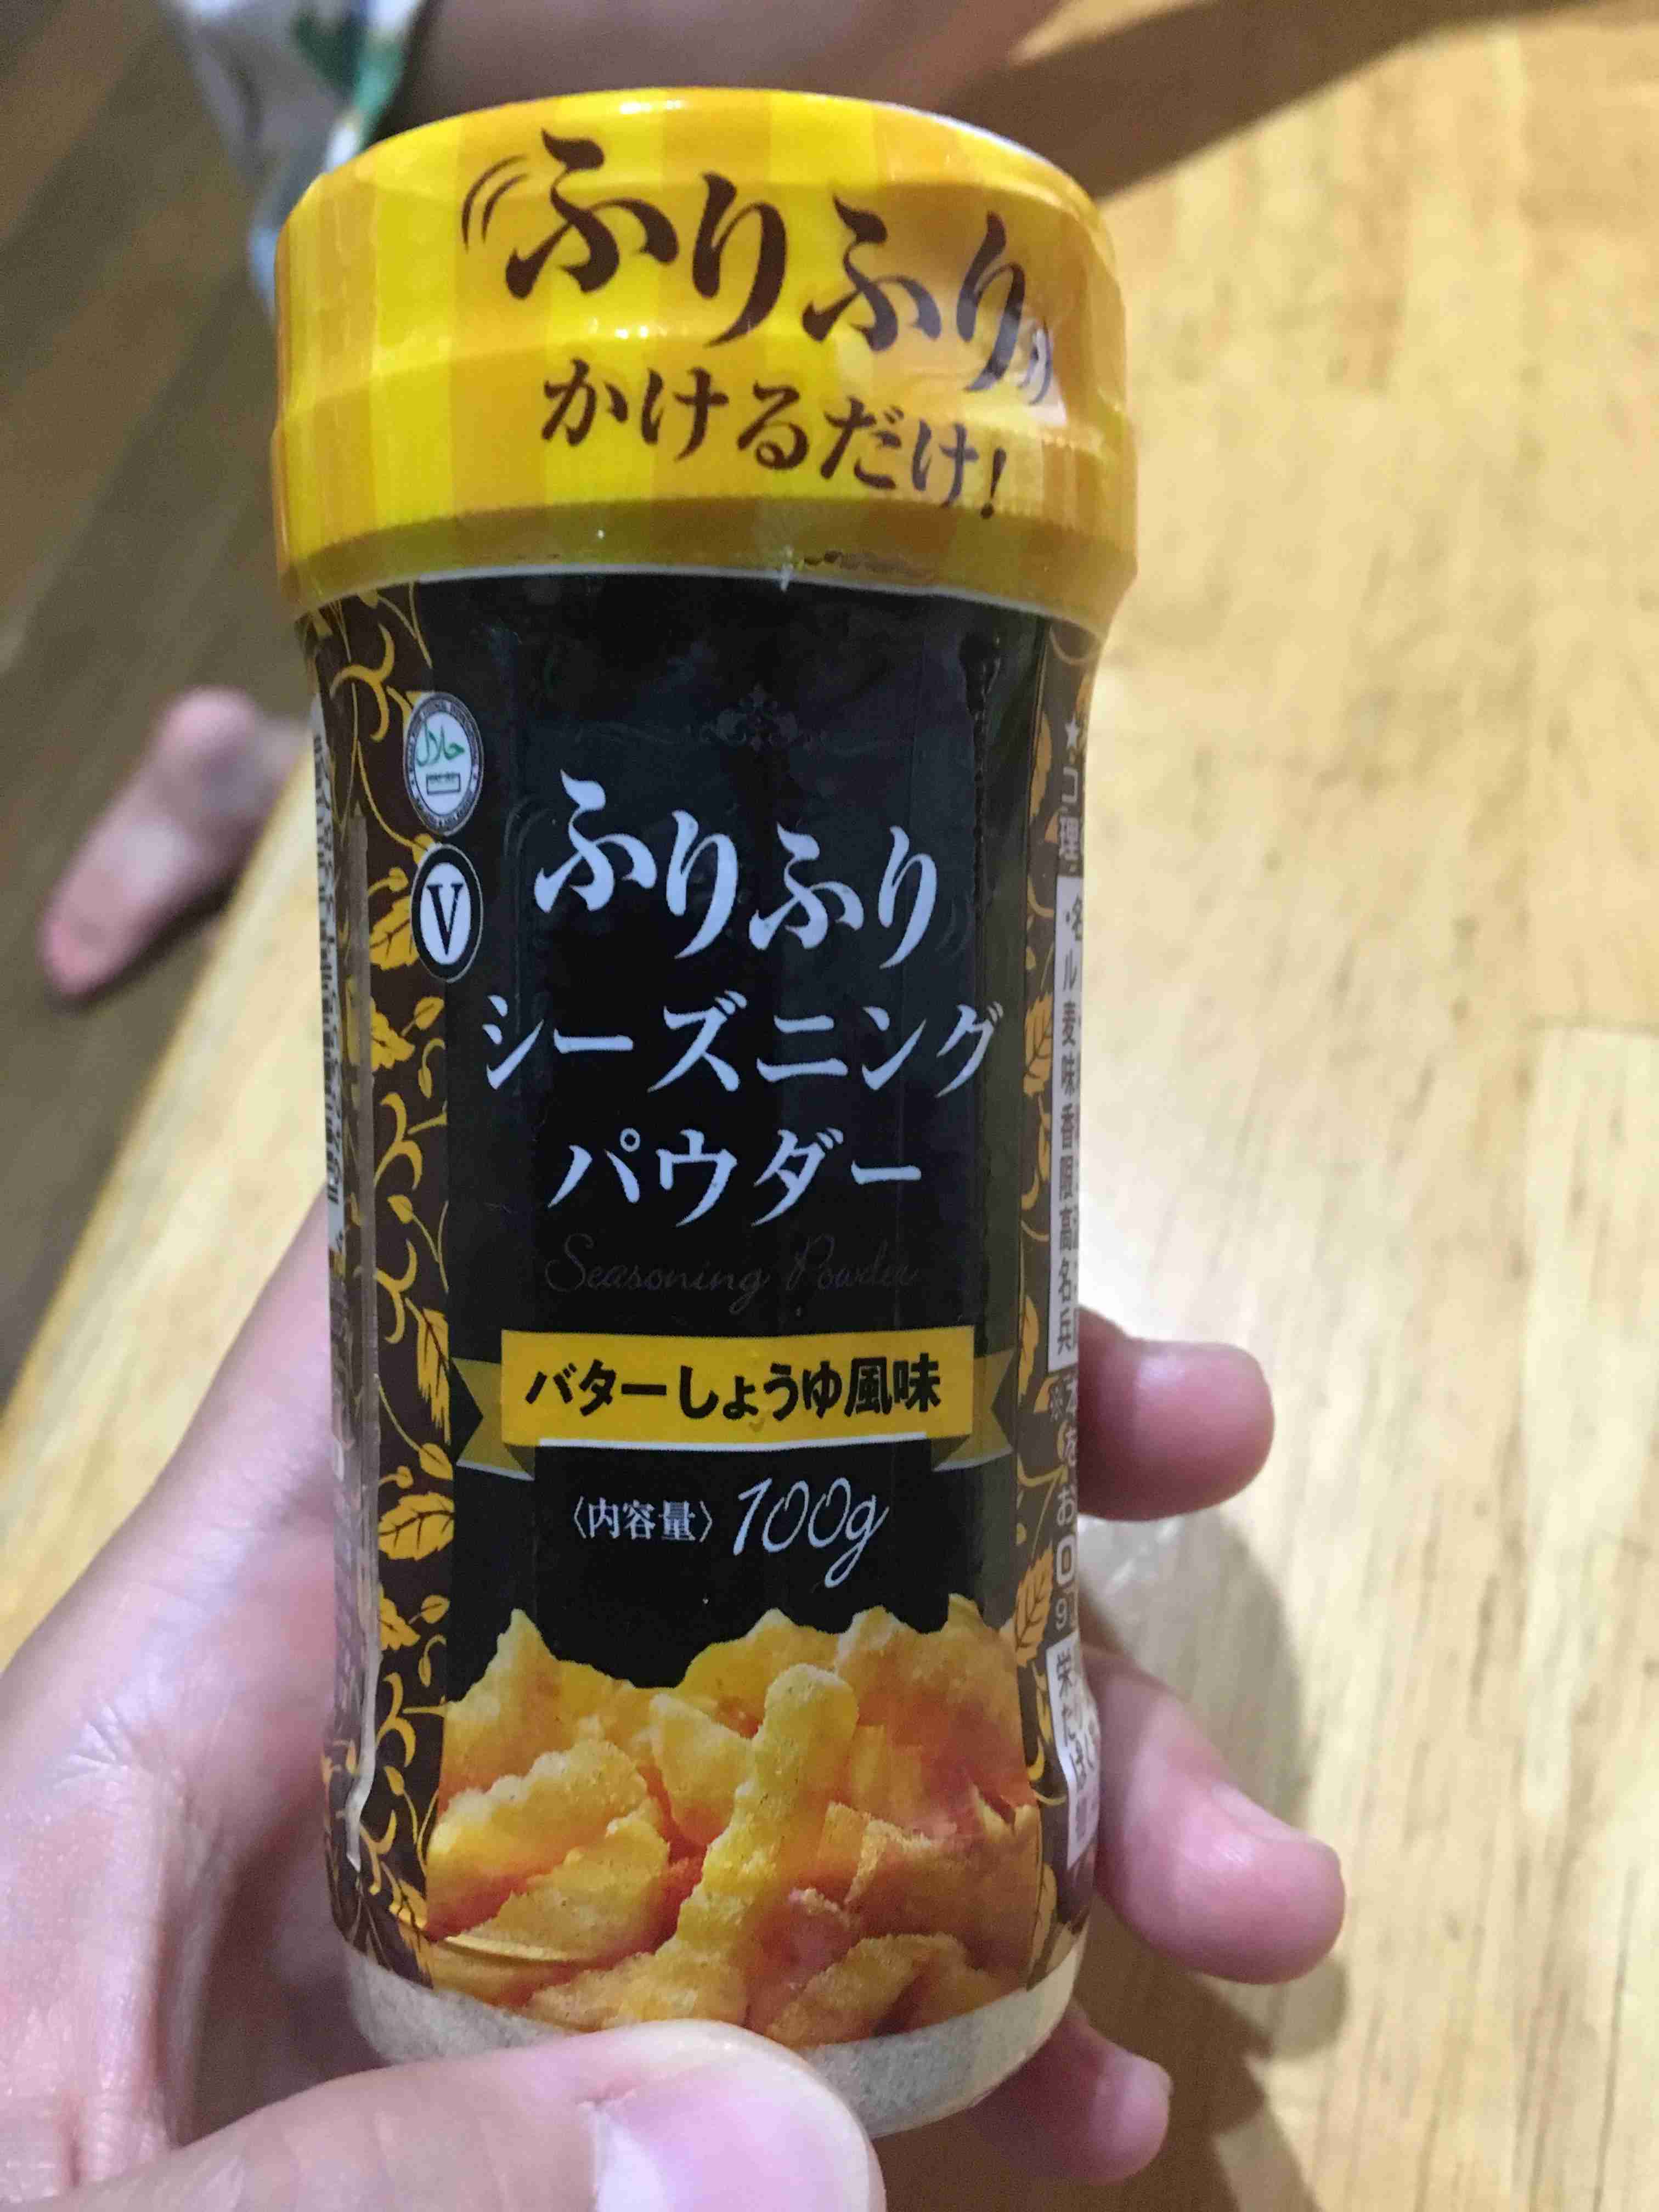 ふりふり
かけるだけ!
حلال
V
ふりふり
シーズニング
パウダー
Seasoning Powder
バターしょうゆ風味
〈内容量〉100g